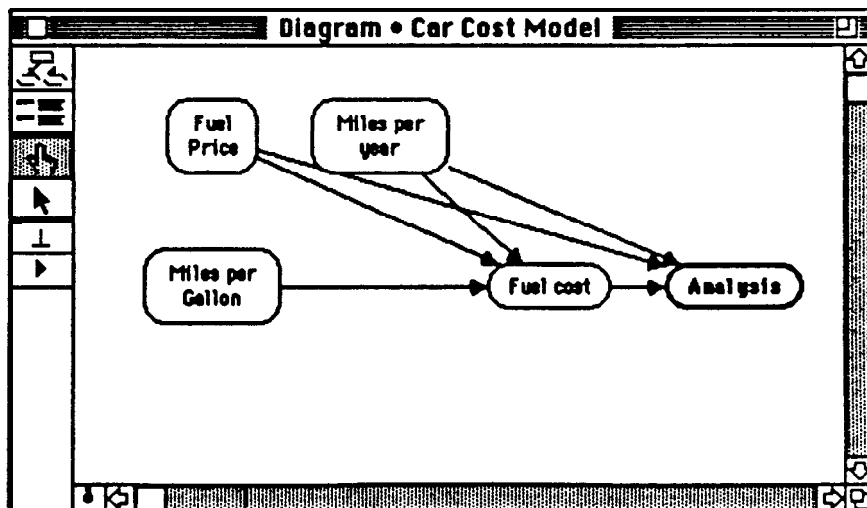 Diagram • Car Cost Model
Fuel
Price
Miles per
year
Miles per
Gallon
Fuel cost
Analysis